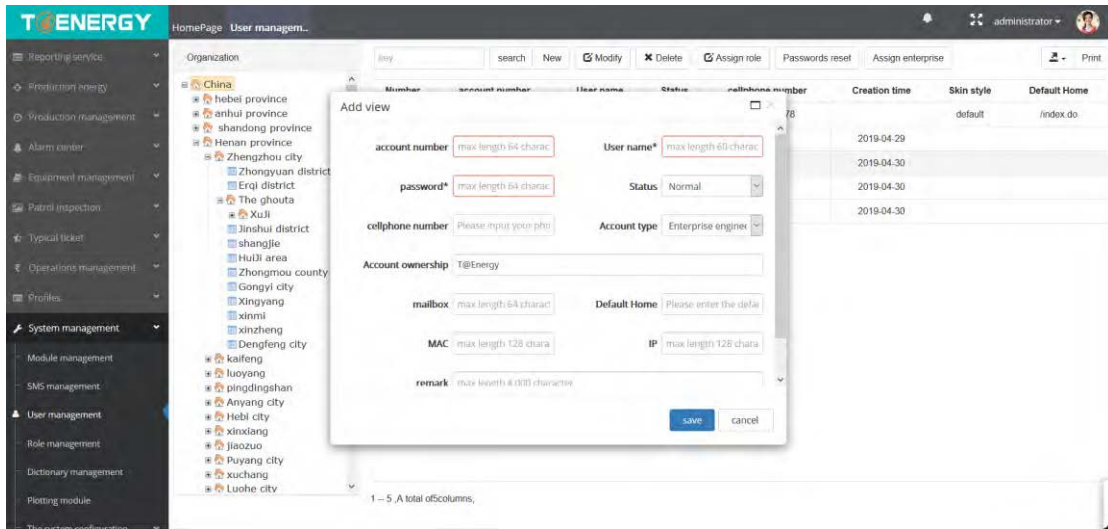 T@ENERGY
HomePage User managem..
administrator
Reporting service
Production energy
Production management
Alarm center
Equipment management
Patrol inspection
Typical ticket
Operations management
Profiles
System management
Module management
SMS management
User management
Role management
Dictionary management
Plotting module
The system configuration
Organization
China
hebei province
anhui province
shandong province
Henan province
Zhengzhou city
Zhongyuan district
Erqi district
The ghouta
XuJi
Jinshui district
shangjie
HuiJi area
Zhongmou county
Gongyi city
Xingyang
xinmi
xinzheng
Dengfeng city
kaifeng
luoyang
pingdingshan
Anyang city
Hebi city
xinxiang
jiaozuo
Puyang city
xuchang
Luohe city
search New Modify Delete Assign role Passwords reset Assign enterprise Print
Number account number User name Status cellphone number Creation time Skin style Default Home
78 default /index.do
2019-04-29
2019-04-30
2019-04-30
2019-04-30
Add view
account number max length 64 charac User name* max length 60 charac
password* max length 64 charac Status Normal
cellphone number Please input your pho Account type Enterprise enginee
Account ownership T@Energy
mailbox max length 64 charact Default Home Please enter the defau
MAC max length 128 chara IP max length 128 chara
remark max length 4,000 character
save cancel
1 -- 5 ,A total of5columns,